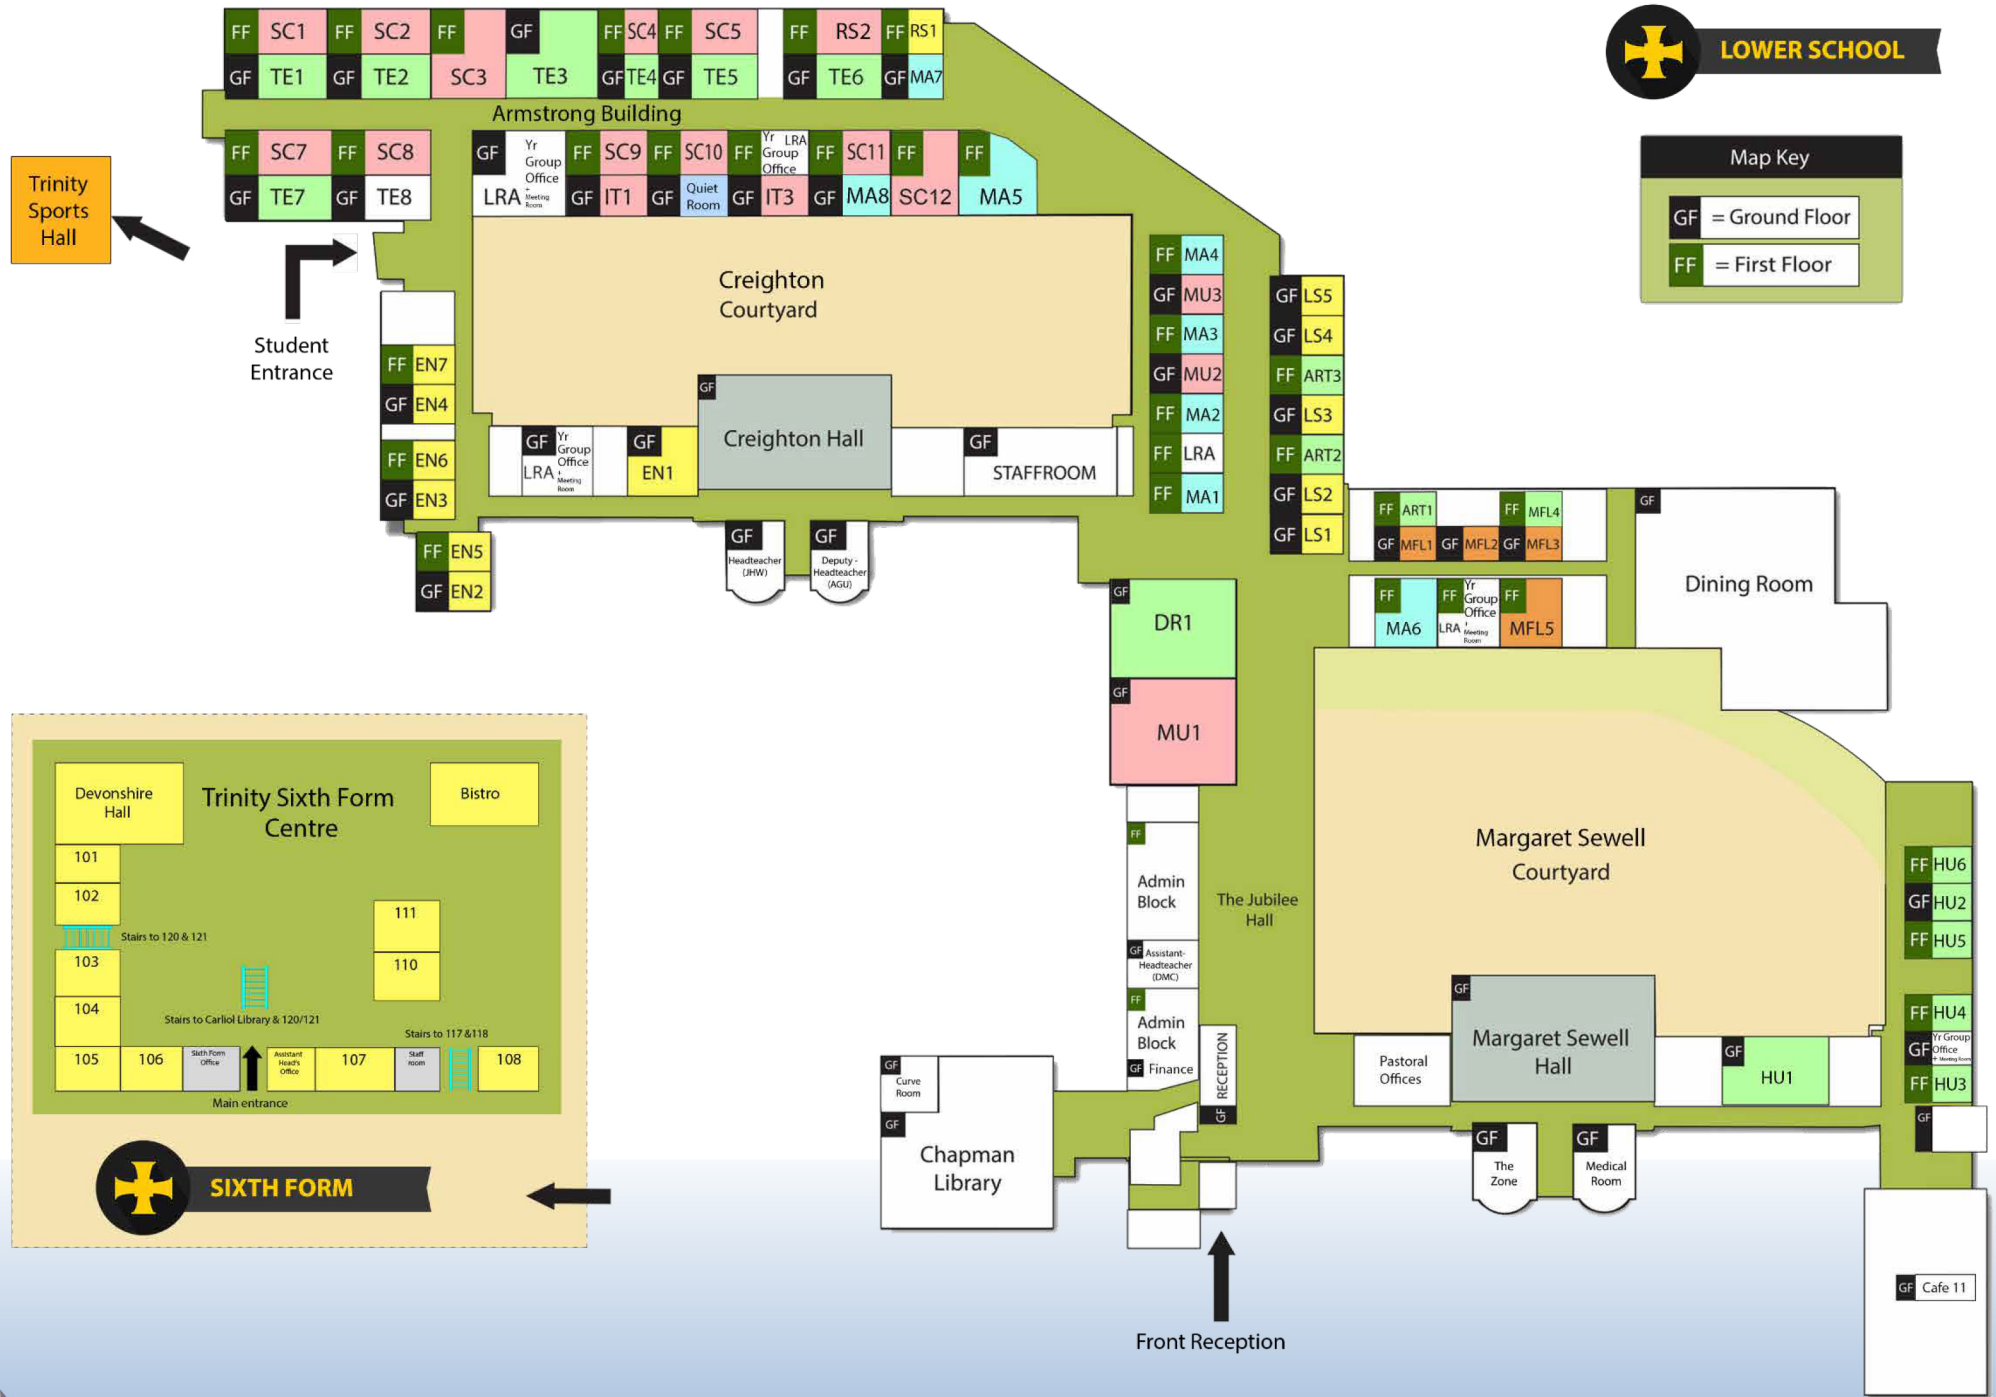 FF SC1 FF SC2 FF GF FF SC4 FF SC5 FF RS2 FF RS1
GF TE1 GF TE2 SC3 TE3 GF TE4 GF TE5 GF TE6 GF MA7
Armstrong Building
FF SC7 FF SC8 GF Yr Group Office + Meeting Room FF SC9 FF SC10 FF Yr Group Office LRA FF SC11 FF FF
GF TE7 GF TE8 LRA GF IT1 GF Quiet Room GF IT3 GF MA8 SC12 MA5
LOWER SCHOOL
Map Key
GF = Ground Floor
FF = First Floor
Trinity
Sports
Hall
Student
Entrance
Creighton
Courtyard
FF MA4
GF MU3
FF MA3
GF MU2
FF MA2
FF LRA
FF MA1
GF LS5
GF LS4
FF ART3
GF LS3
FF ART2
GF LS2
GF LS1
FF EN7
GF EN4
FF EN6
GF EN3
FF EN5
GF EN2
GF
Creighton Hall
GF Yr
Group
Office
+
LRA Meeting
Room
GF
EN1
GF
STAFFROOM
GF
Headteacher
(JHW)
GF
Deputy -
Headteacher
(AGU)
FF ART1 FF MFL4
GF MFL1 GF MFL2 GF MFL3
GF
Dining Room
FF
MA6
FF Yr
Group
Office
+
LRA Meeting
Room
FF
MFL5
GF
DR1
GF
MU1
FF
Admin
Block
GF Assistant-
Headteacher
(DMC)
FF
Admin
Block
GF Finance
The Jubilee
Hall
RECEPTION
GF
Margaret Sewell
Courtyard
GF
Margaret Sewell
Hall
Pastoral
Offices
GF
HU1
FF HU6
GF HU2
FF HU5
FF HU4
GF Yr Group
Office
+ Meeting Room
FF HU3
GF
GF
The
Zone
GF
Medical
Room
GF Cafe 11
GF
Curve
Room
GF
Chapman
Library
Front Reception
Devonshire
Hall
Trinity Sixth Form
Centre
Bistro
101
102
Stairs to 120 & 121
103
104
111
110
Stairs to Carliol Library & 120/121
Stairs to 117 &118
105 106 Sixth Form Office Assistant Head's Office 107 Staff room 108
Main entrance
SIXTH FORM